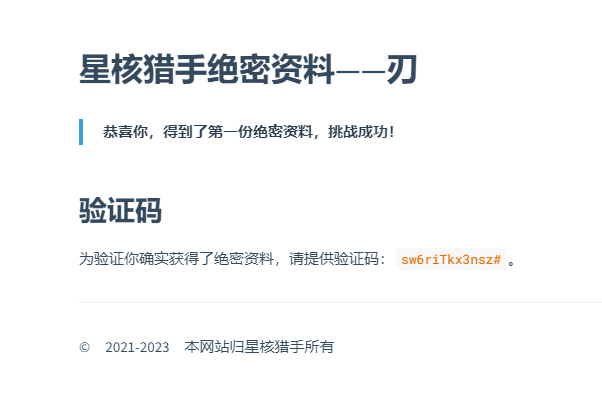 星核猎手绝密资料——刃
恭喜你，得到了第一份绝密资料，挑战成功！
验证码
为验证你确实获得了绝密资料，请提供验证码： sw6riTkx3nsz# 。
© 2021-2023 本网站归星核猎手所有